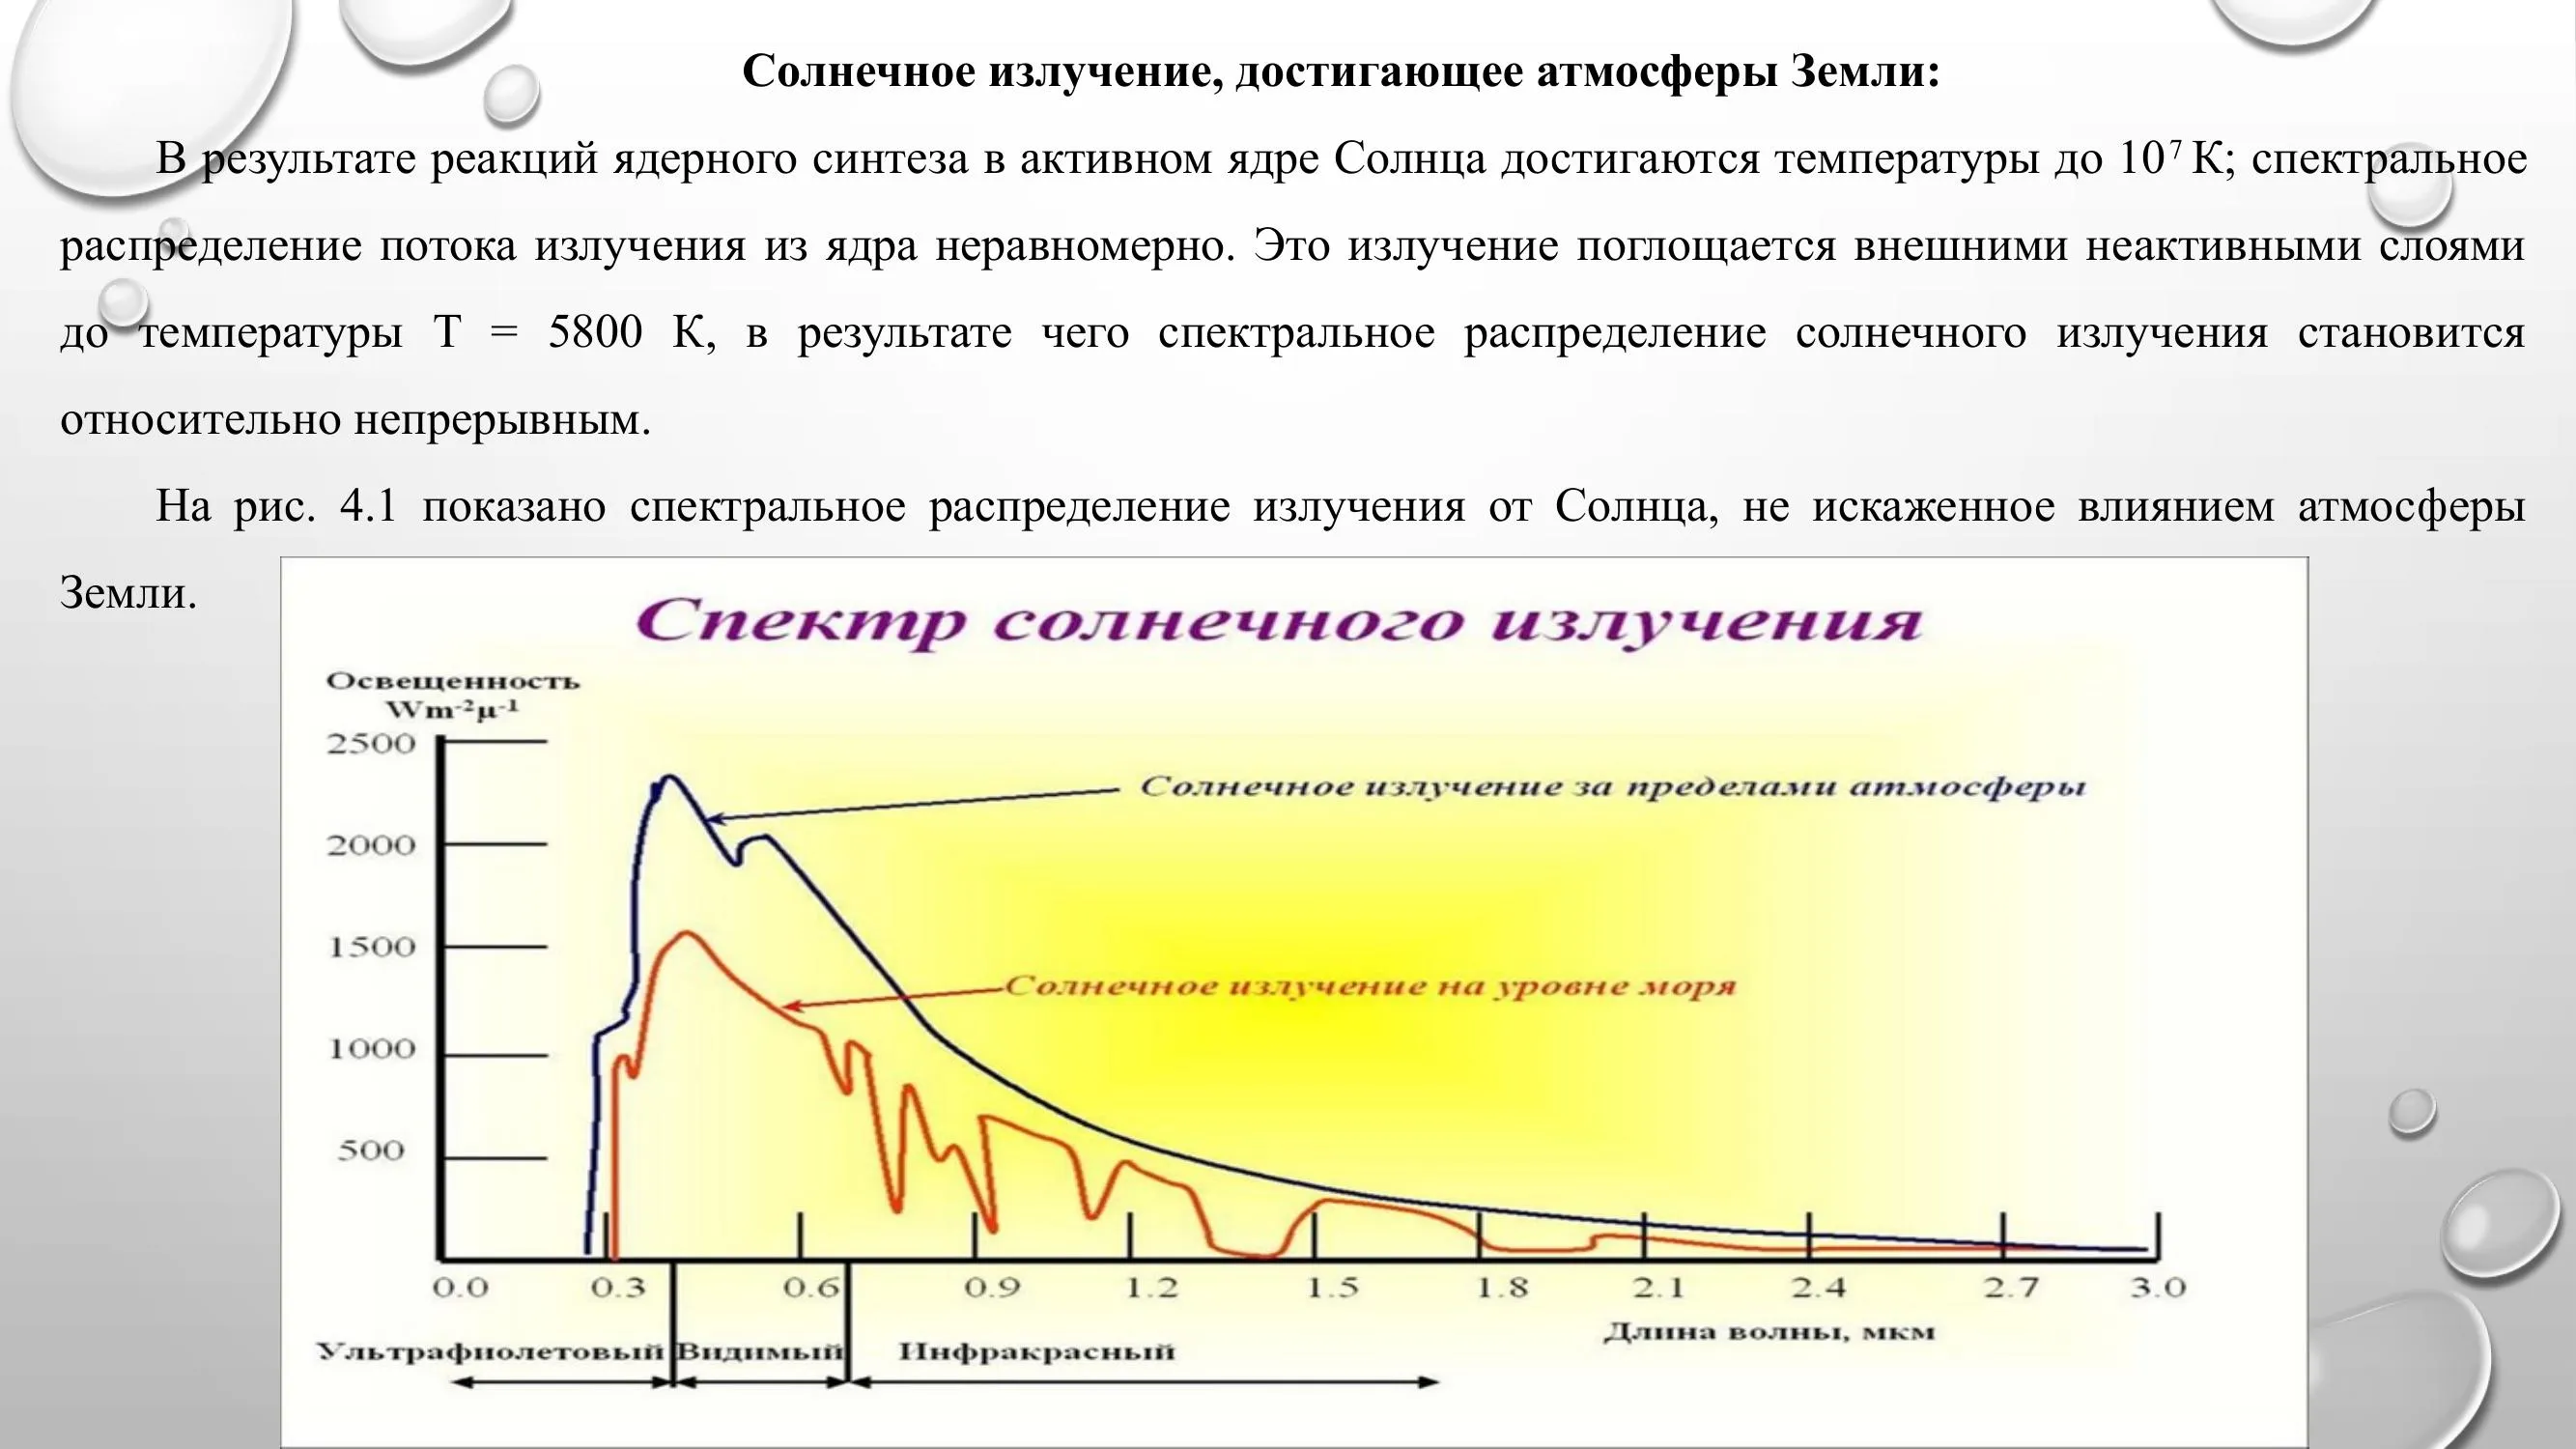 Солнечное излучение, достигающее атмосферы Земли:
В результате реакций ядерного синтеза в активном ядре Солнца достигаются температуры до 10⁷ К; спектральное
распределение потока излучения из ядра неравномерно. Это излучение поглощается внешними неактивными слоями
до температуры Т = 5800 К, в результате чего спектральное распределение солнечного излучения становится
относительно непрерывным.
На рис. 4.1 показано спектральное распределение излучения от Солнца, не искаженное влиянием атмосферы
Земли.
Спектр солнечного излучения
Освещенность
Wm⁻²μ⁻¹
2500
Солнечное излучение за пределами атмосферы
2000
1500
Солнечное излучение на уровне моря
1000
500
0.0 0.3 0.6 0.9 1.2 1.5 1.8 2.1 2.4 2.7 3.0
Длина волны, мкм
Ультрафиолетовый Видимый Инфракрасный